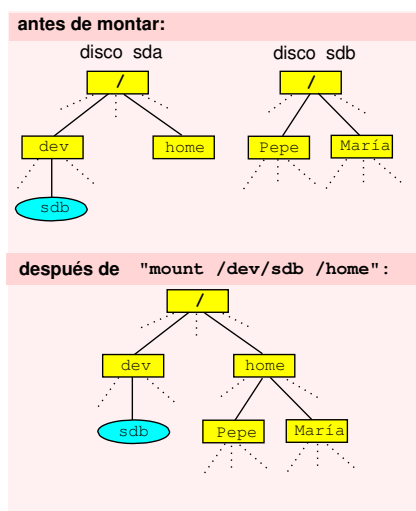 antes de montar:
disco sda disco sdb
/ /
dev home Pepe María
sdb
después de "mount /dev/sdb /home":
/
dev home
sdb Pepe María